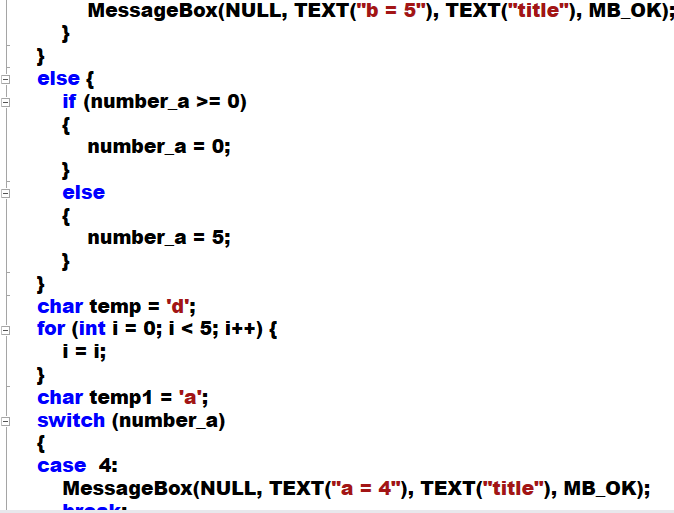 MessageBox(NULL, TEXT("b = 5"), TEXT("title"), MB_OK);
}
}
else {
if (number_a >= 0)
{
number_a = 0;
}
else
{
number_a = 5;
}
}
char temp = 'd';
for (int i = 0; i < 5; i++) {
i = i;
}
char temp1 = 'a';
switch (number_a)
{
case  4:
MessageBox(NULL, TEXT("a = 4"), TEXT("title"), MB_OK);
break;